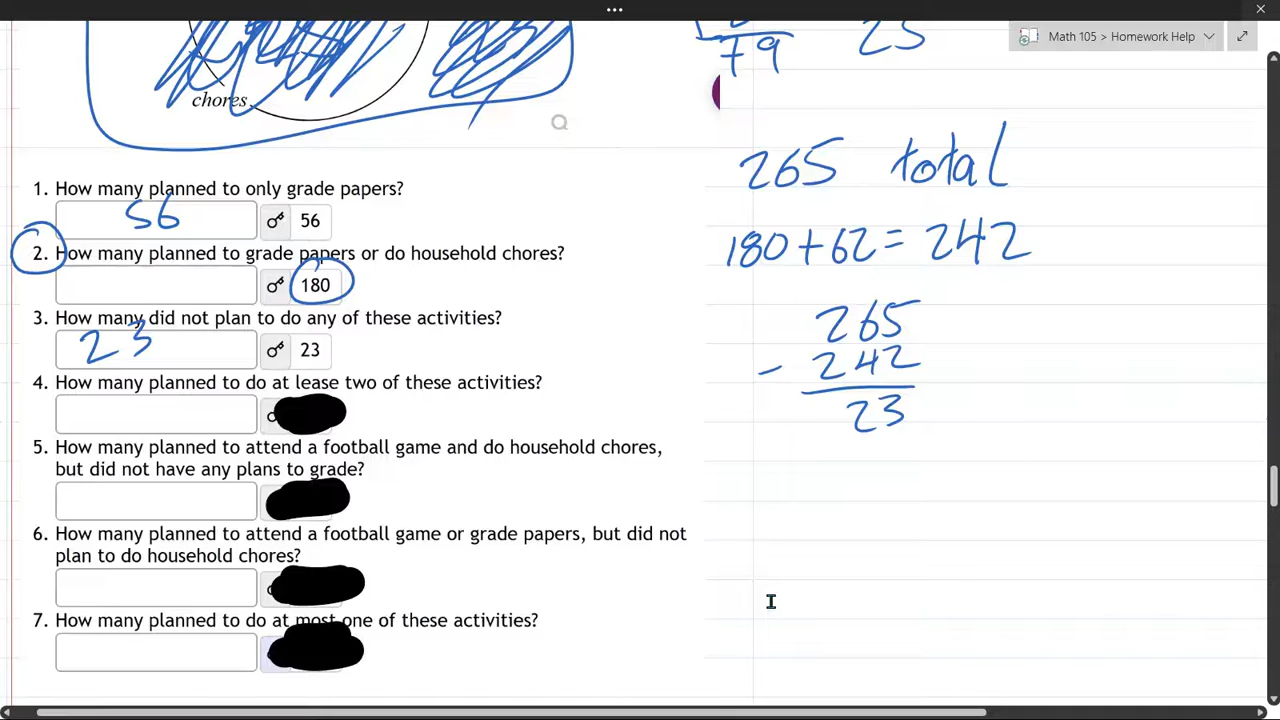 Math 105 > Homework Help
79 25
chores
265 total
180+62=242
265
- 242
23
1. How many planned to only grade papers?
56 56
2. How many planned to grade papers or do household chores?
180
3. How many did not plan to do any of these activities?
23 23
4. How many planned to do at lease two of these activities?
5. How many planned to attend a football game and do household chores,
but did not have any plans to grade?
6. How many planned to attend a football game or grade papers, but did not
plan to do household chores?
7. How many planned to do at most one of these activities?